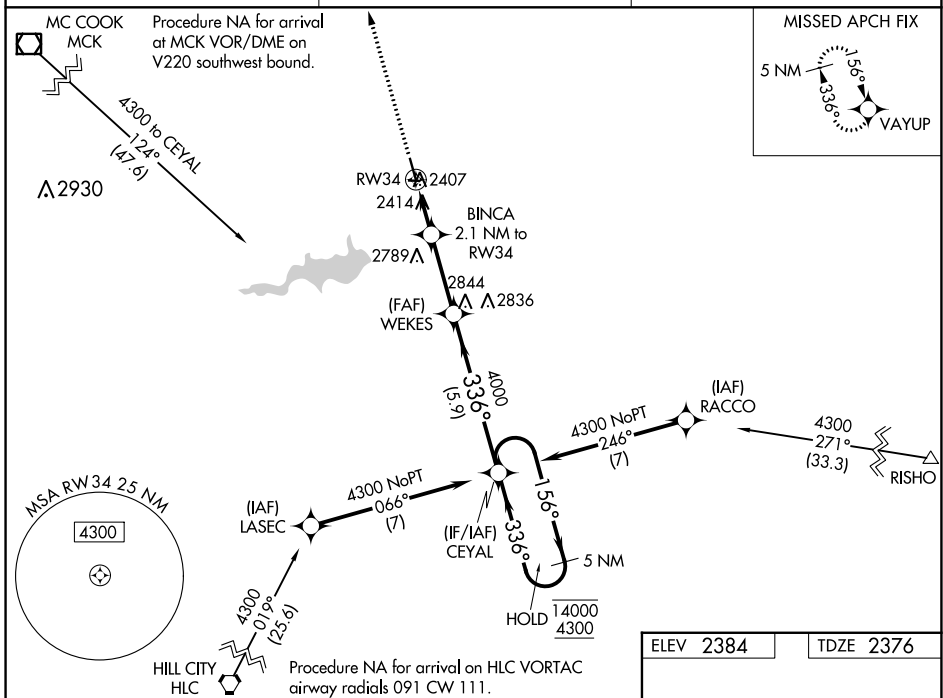 MC COOK
MCK
Procedure NA for arrival
at MCK VOR/DME on
V220 southwest bound.
MISSED APCH FIX
5 NM
156°
336°
VAYUP
4300 to CEYAL
124°
(47.6)
2930
RW34
2407
2414
BINCA
2.1 NM to
RW34
2789
2844
2836
(FAF)
WEKES
4000
336°
(5.9)
(IAF)
RACCO
4300 NoPT
246°
(7)
4300
271°
(33.3)
RISHO
MSA RW34 25 NM
4300
(IAF)
LASEC
4300 NoPT
066°
(7)
(IF/IAF)
CEYAL
156°
336°
5 NM
HOLD
14000
4300
4300
019°
(25.6)
HILL CITY
HLC
Procedure NA for arrival on HLC VORTAC
airway radials 091 CW 111.
ELEV 2384
TDZE 2376